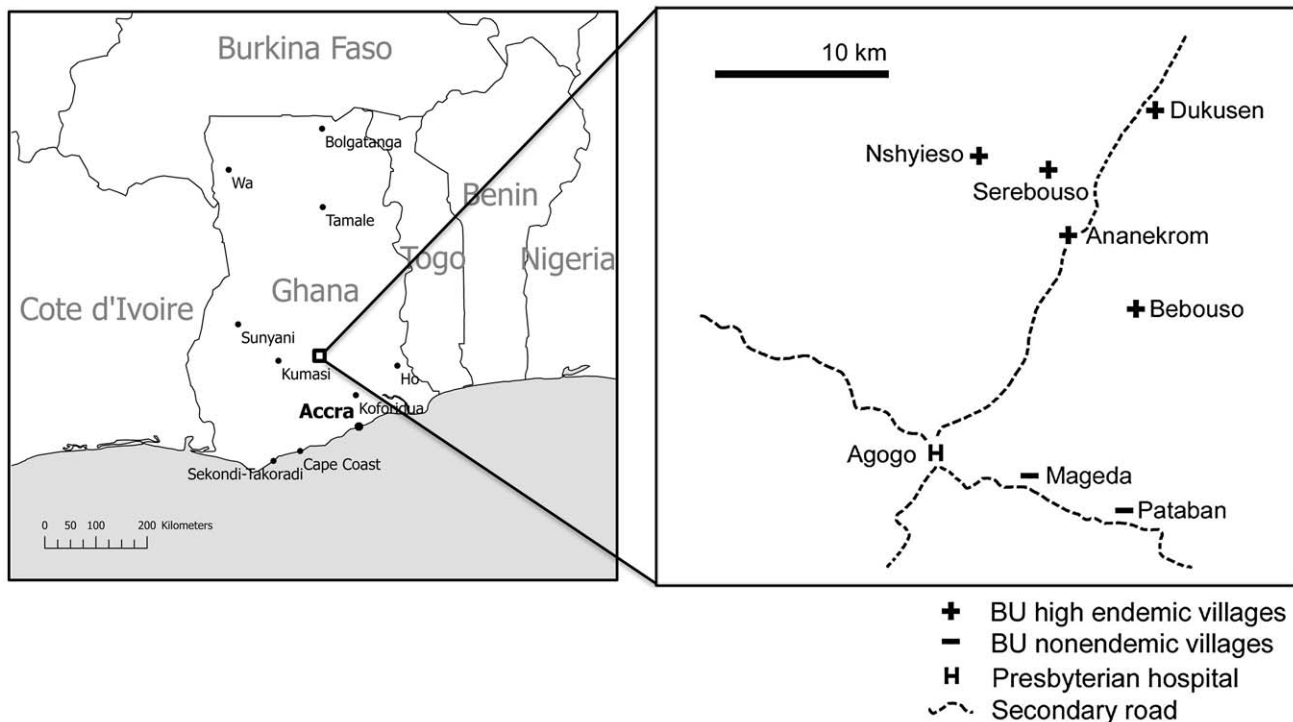 Burkina Faso
Bolgatanga
Wa
Tamale
Benin
Togo
Nigeria
Ghana
Cote d'Ivoire
Sunyani
Kumasi
Ho
Koforidua
Accra
Cape Coast
Sekondi-Takoradi
0 50 100 200 Kilometers
10 km
Dukusen
Nshyieso
Serebouso
Ananekrom
Bebouso
Agogo
H
Mageda
Pataban
BU high endemic villages
BU nonendemic villages
H Presbyterian hospital
Secondary road